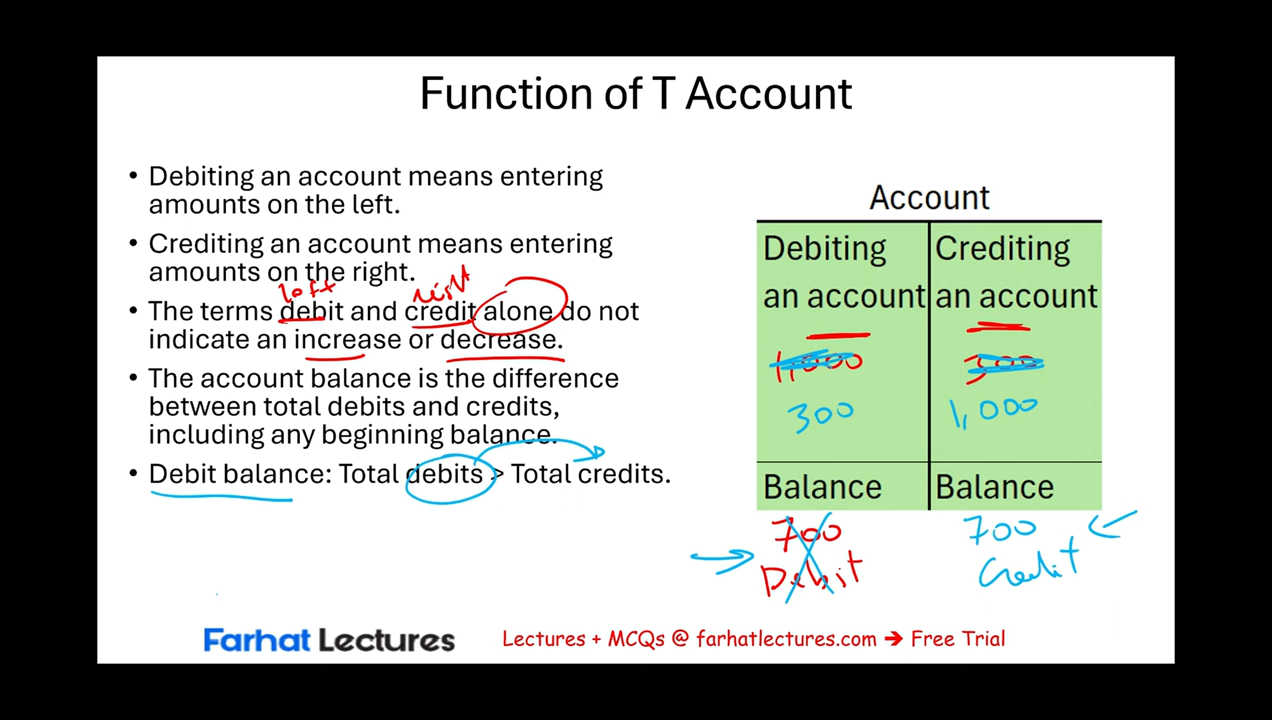 Function of T Account
• Debiting an account means entering
amounts on the left.
• Crediting an account means entering
amounts on the right.
left right
• The terms debit and credit alone do not
indicate an increase or decrease.
• The account balance is the difference
between total debits and credits,
including any beginning balance.
• Debit balance: Total debits > Total credits.
Account
Debiting
an account
Crediting
an account
1,000 300
300 1,000
Balance Balance
700 700
Debit Credit
Farhat Lectures
Lectures + MCQs @ farhatlectures.com ➔ Free Trial